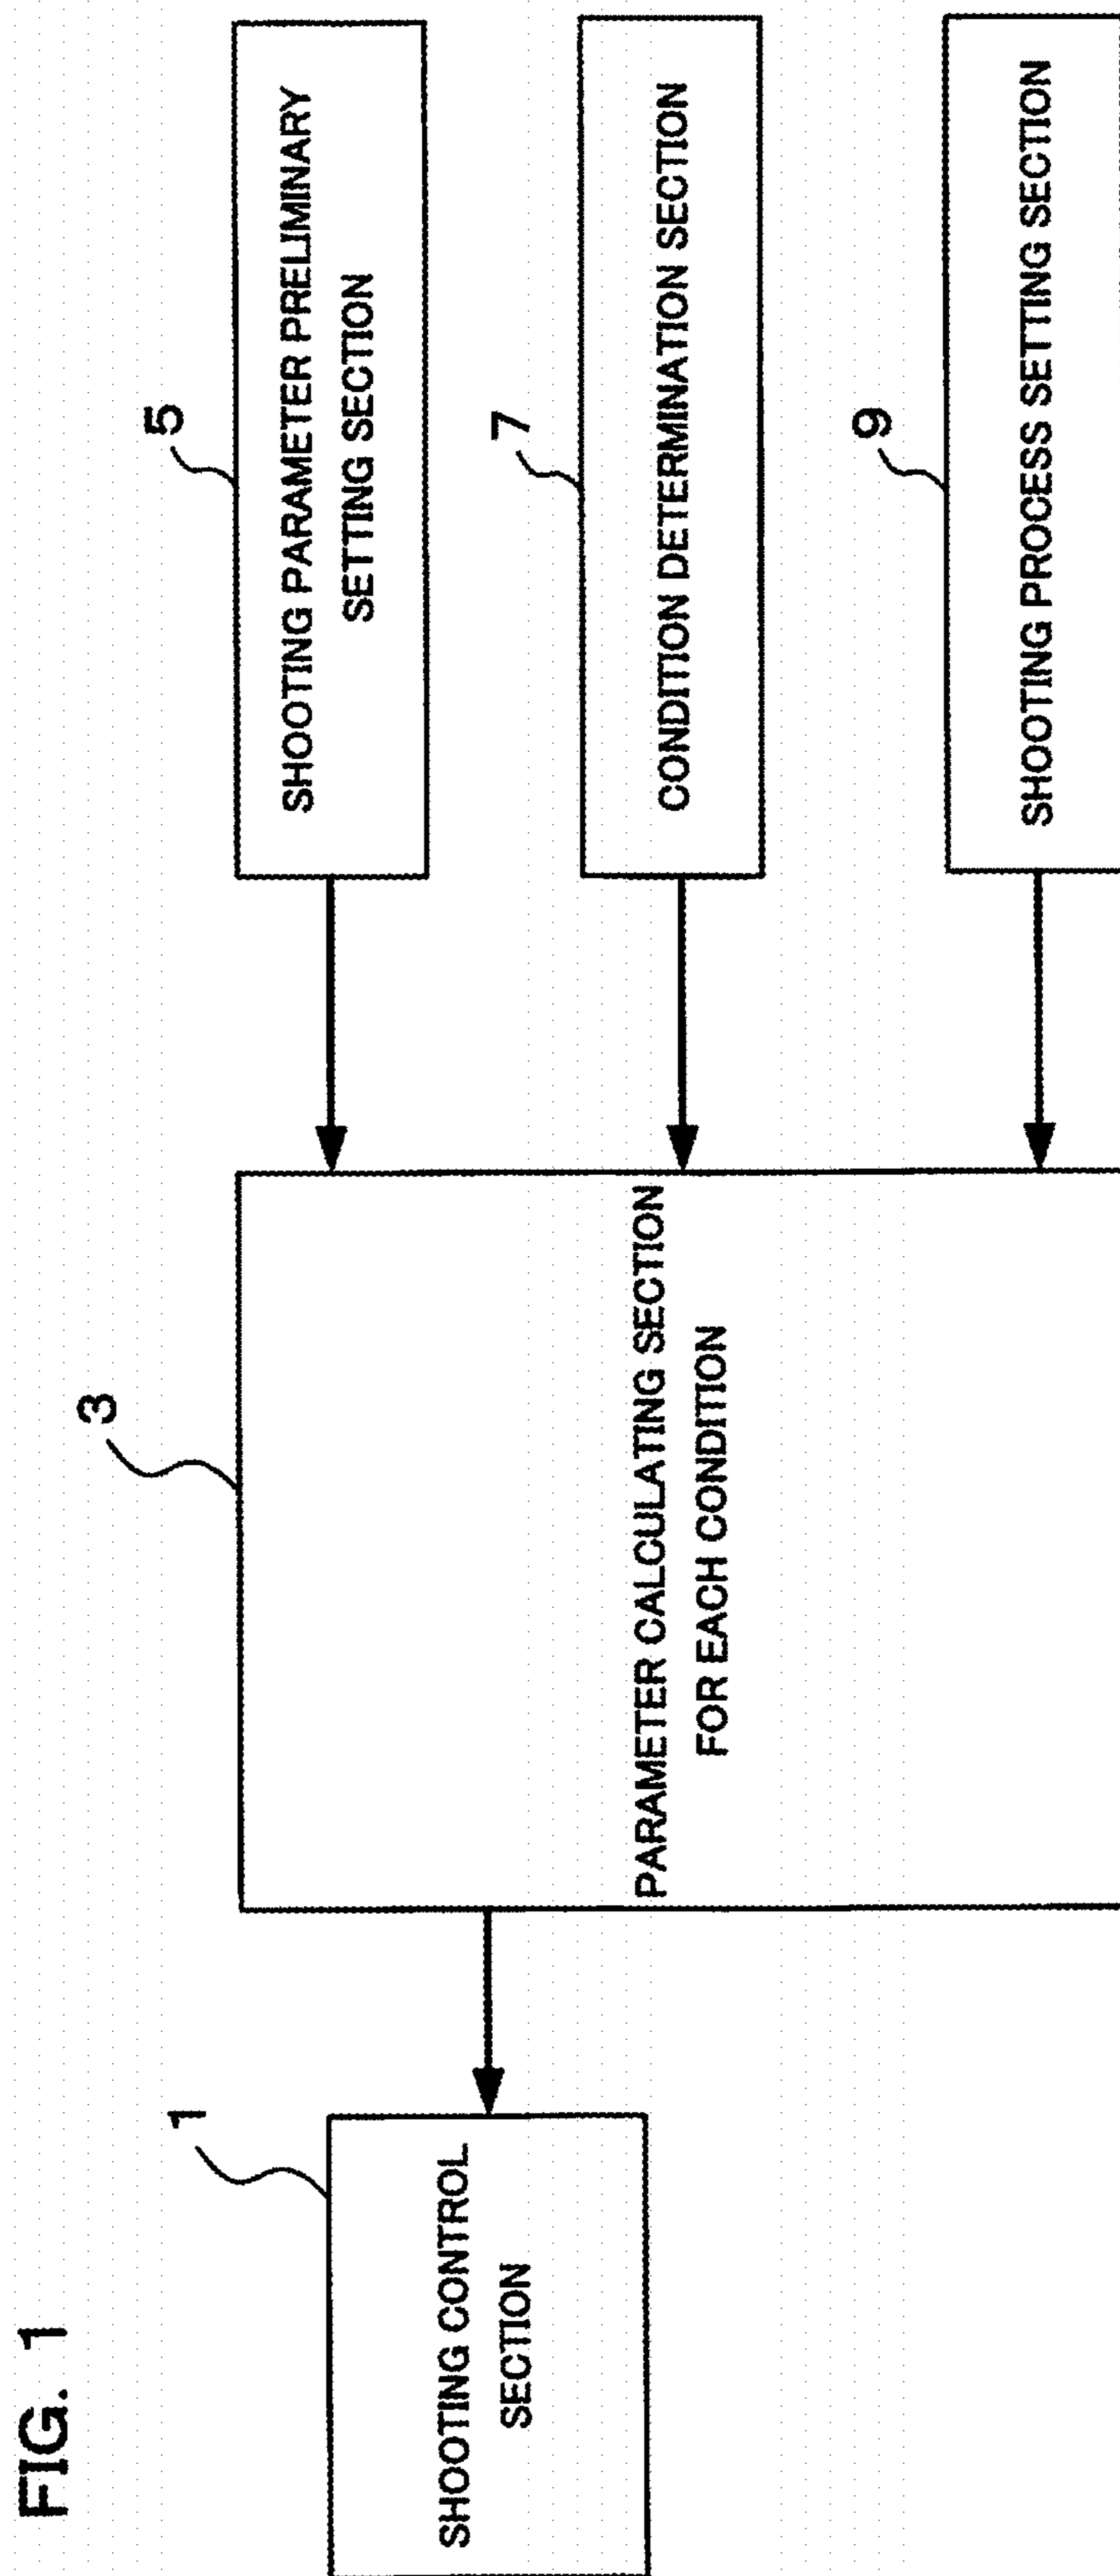 FIG. 1
1
SHOOTING CONTROL
SECTION
3
PARAMETER CALCULATING SECTION
FOR EACH CONDITION
5
SHOOTING PARAMETER PRELIMINARY
SETTING SECTION
7
CONDITION DETERMINATION SECTION
9
SHOOTING PROCESS SETTING SECTION